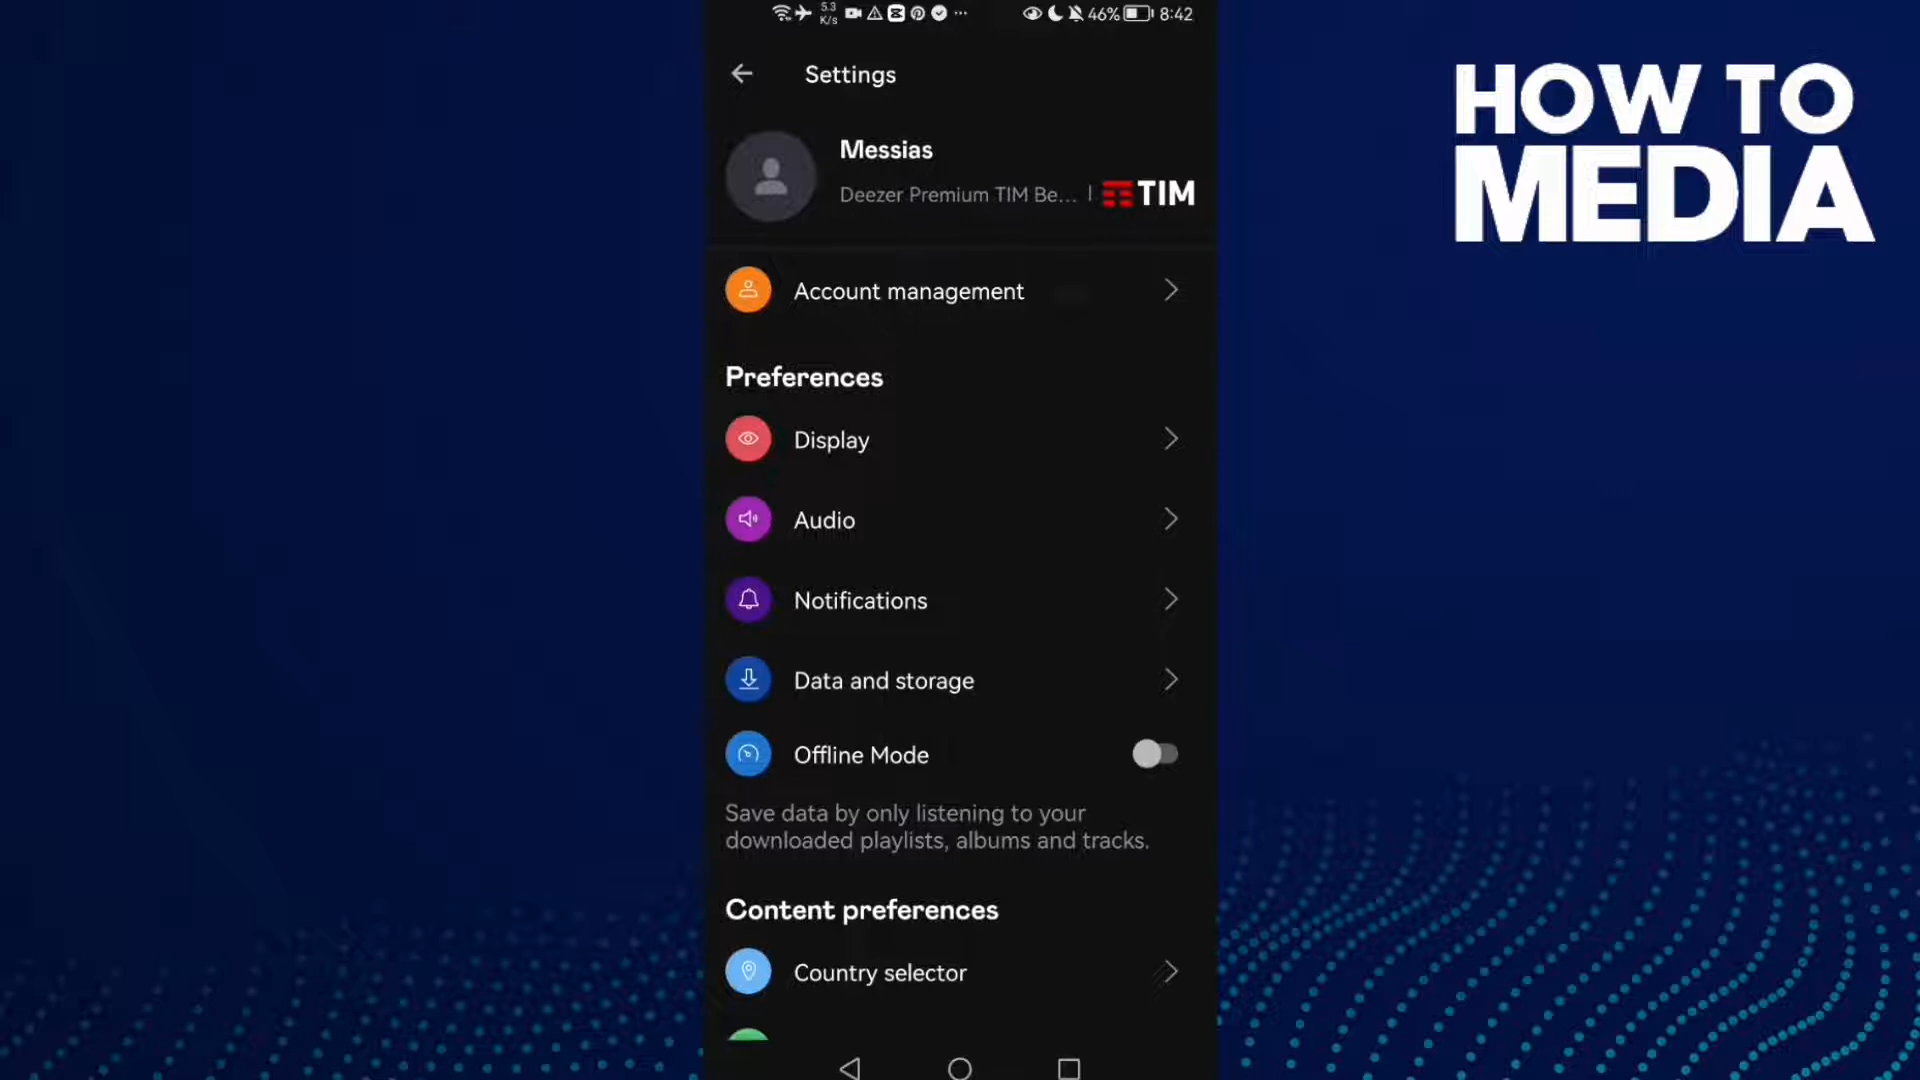 5.3
K/s
46%
8:42
Settings
HOW TO
MEDIA
Messias
Deezer Premium TIM Be... | TIM
Account management
Preferences
Display
Audio
Notifications
Data and storage
Offline Mode
Save data by only listening to your
downloaded playlists, albums and tracks.
Content preferences
Country selector